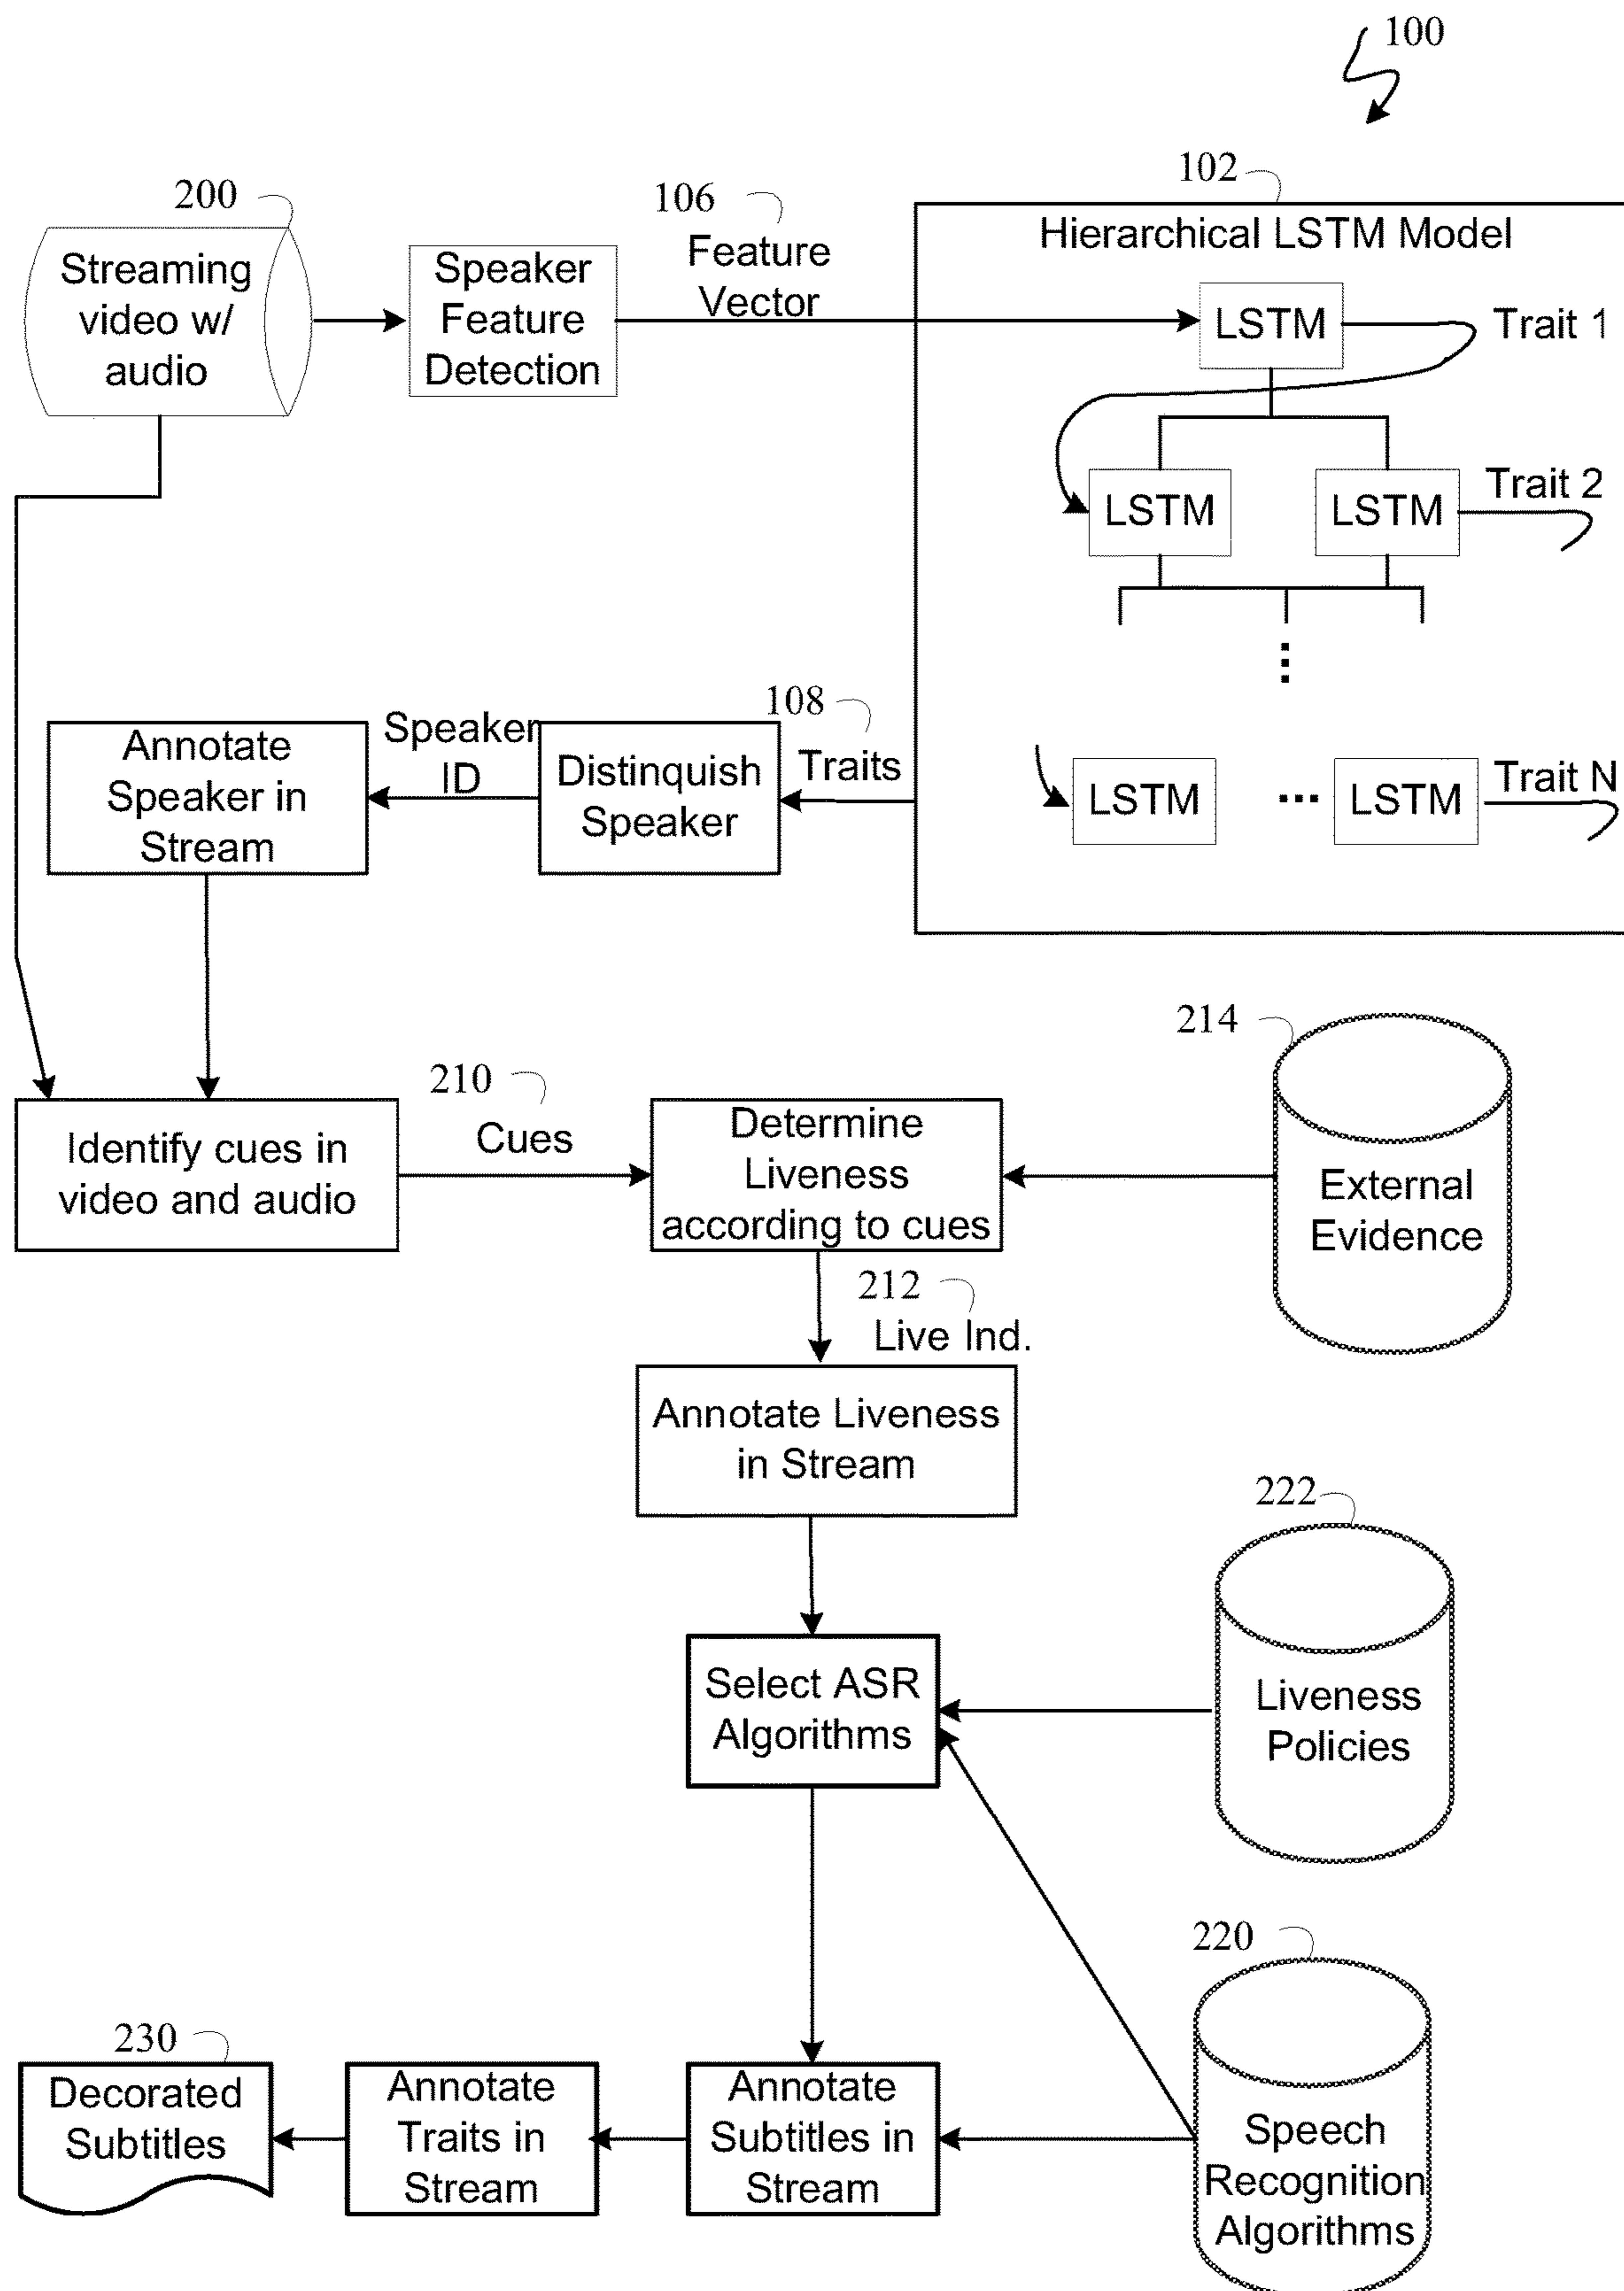 100
102
200
106
Hierarchical LSTM Model
Streaming
video w/
audio
Speaker
Feature
Detection
Feature
Vector
LSTM
Trait 1
LSTM
LSTM
Trait 2
108
Annotate
Speaker in
Stream
Speaker
ID
Distinquish
Speaker
Traits
LSTM
...
LSTM
Trait N
214
210
Identify cues in
video and audio
Cues
Determine
Liveness
according to cues
External
Evidence
212
Live Ind.
Annotate Liveness
in Stream
222
Select ASR
Algorithms
Liveness
Policies
220
230
Decorated
Subtitles
Annotate
Traits in
Stream
Annotate
Subtitles in
Stream
Speech
Recognition
Algorithms